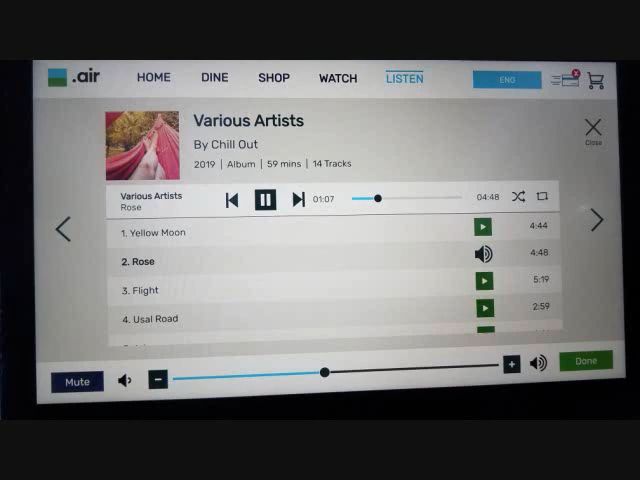 .air HOME DINE SHOP WATCH LISTEN ENG
Various Artists
By Chill Out
Close
2019 | Album | 59 mins | 14 Tracks
Various Artists
Rose
01:07 04:48
1. Yellow Moon 4:44
2. Rose 4:48
3. Flight 5:19
4. Usal Road 2:59
Mute Done